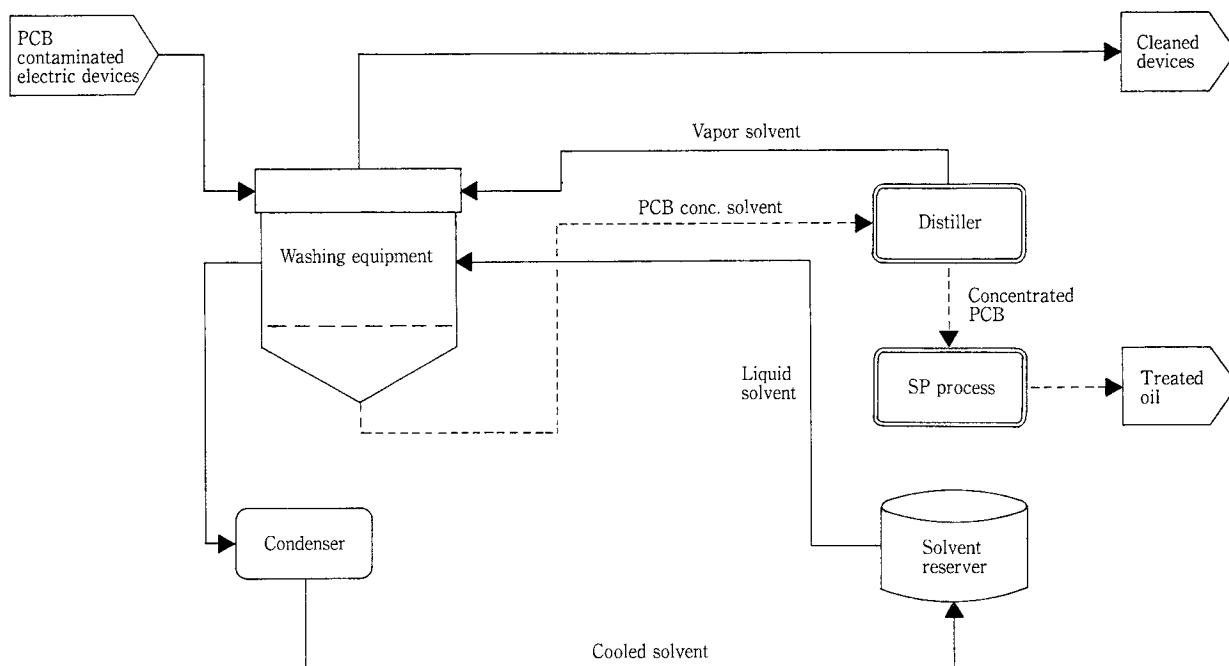 PCB
contaminated
electric devices
Cleaned
devices
Vapor solvent
PCB conc. solvent
Distiller
Washing equipment
Concentrated
PCB
Liquid
solvent
SP process
Treated
oil
Condenser
Solvent
reserver
Cooled solvent